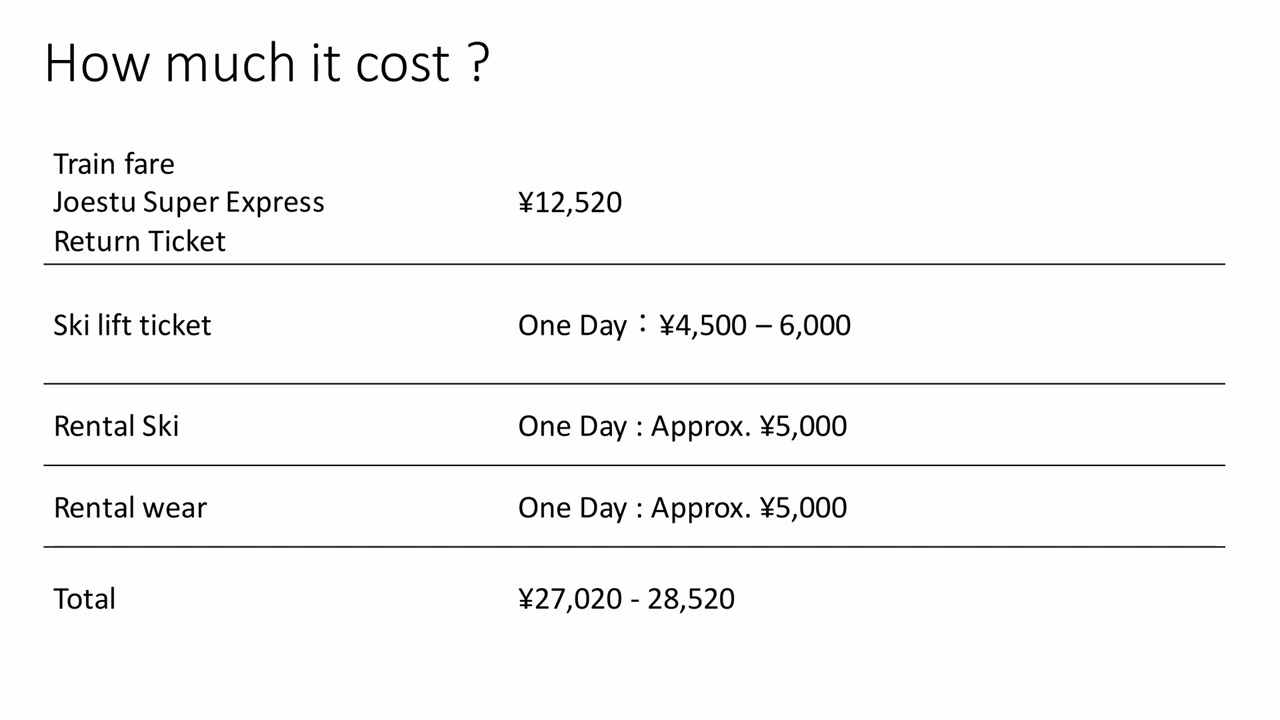 How much it cost ?
Train fare
Joestu Super Express
Return Ticket
¥12,520
Ski lift ticket
One Day：¥4,500 – 6,000
Rental Ski
One Day : Approx. ¥5,000
Rental wear
One Day : Approx. ¥5,000
Total
¥27,020 - 28,520